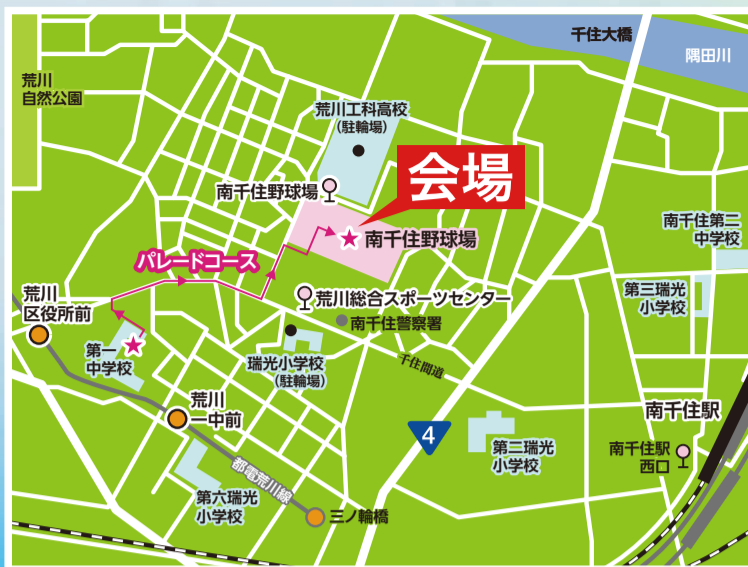 千住大橋
隅田川
荒川
自然公園
荒川工科高校
(駐輪場)
会場
南千住野球場
南千住野球場
南千住第二
中学校
パレードコース
荒川
区役所前
荒川総合スポーツセンター
第三瑞光
小学校
南千住警察署
第一
中学校
瑞光小学校
(駐輪場)
千住間道
荒川
一中前
南千住駅
4
南千住駅
西口
第二瑞光
小学校
都電荒川線
第六瑞光
小学校
三ノ輪橋